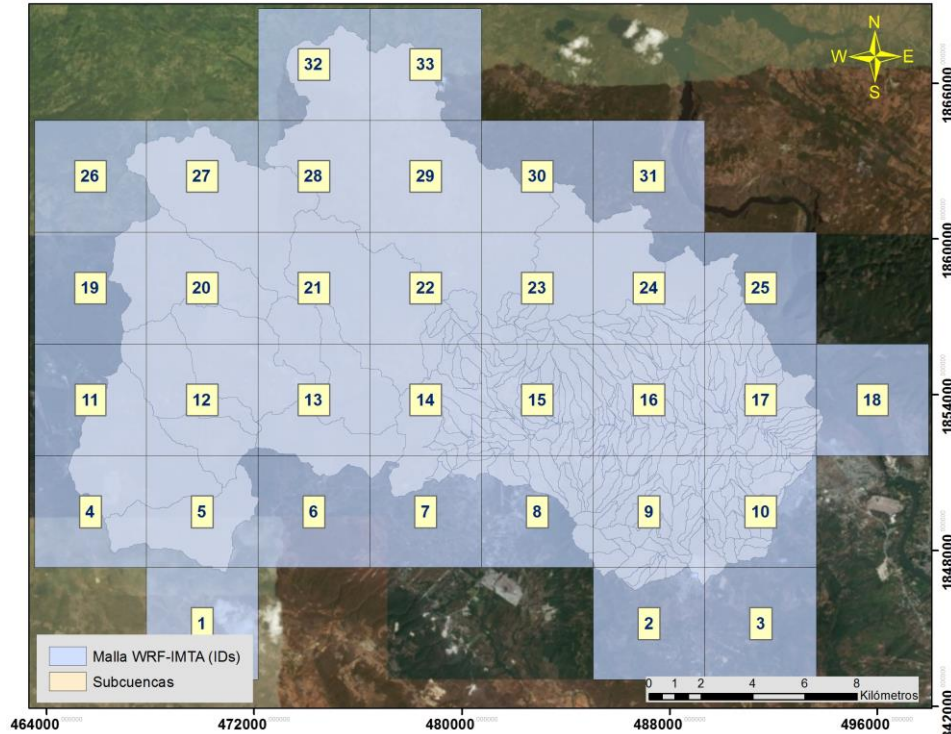 N
W E
S
32 33
1866000
26 27 28 29 30 31
1860000
19 20 21 22 23 24 25
11 12 13 14 15 16 17 18
1854000
4 5 6 7 8 9 10
1848000
1 2 3
Malla WRF-IMTA (IDs)
Subcuencas
0 1 2 4 6 8
Kilómetros
1842000
464000 472000 480000 488000 496000